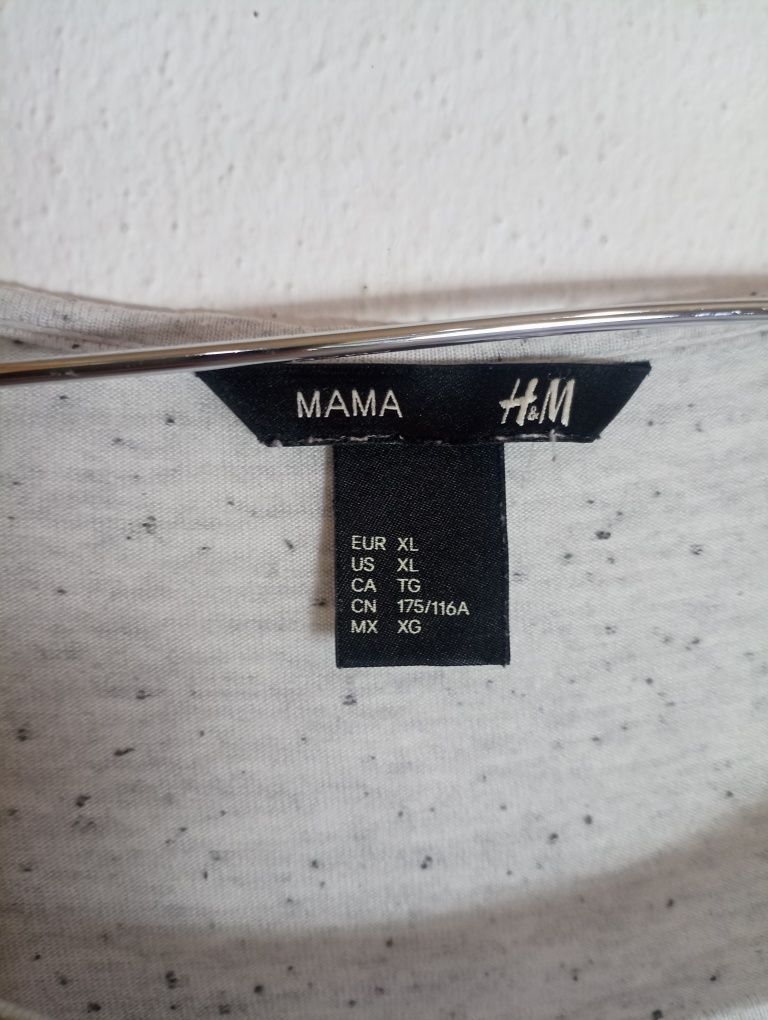 MAMA H&M
EUR XL
US XL
CA TG
CN 175/116A
MX XG